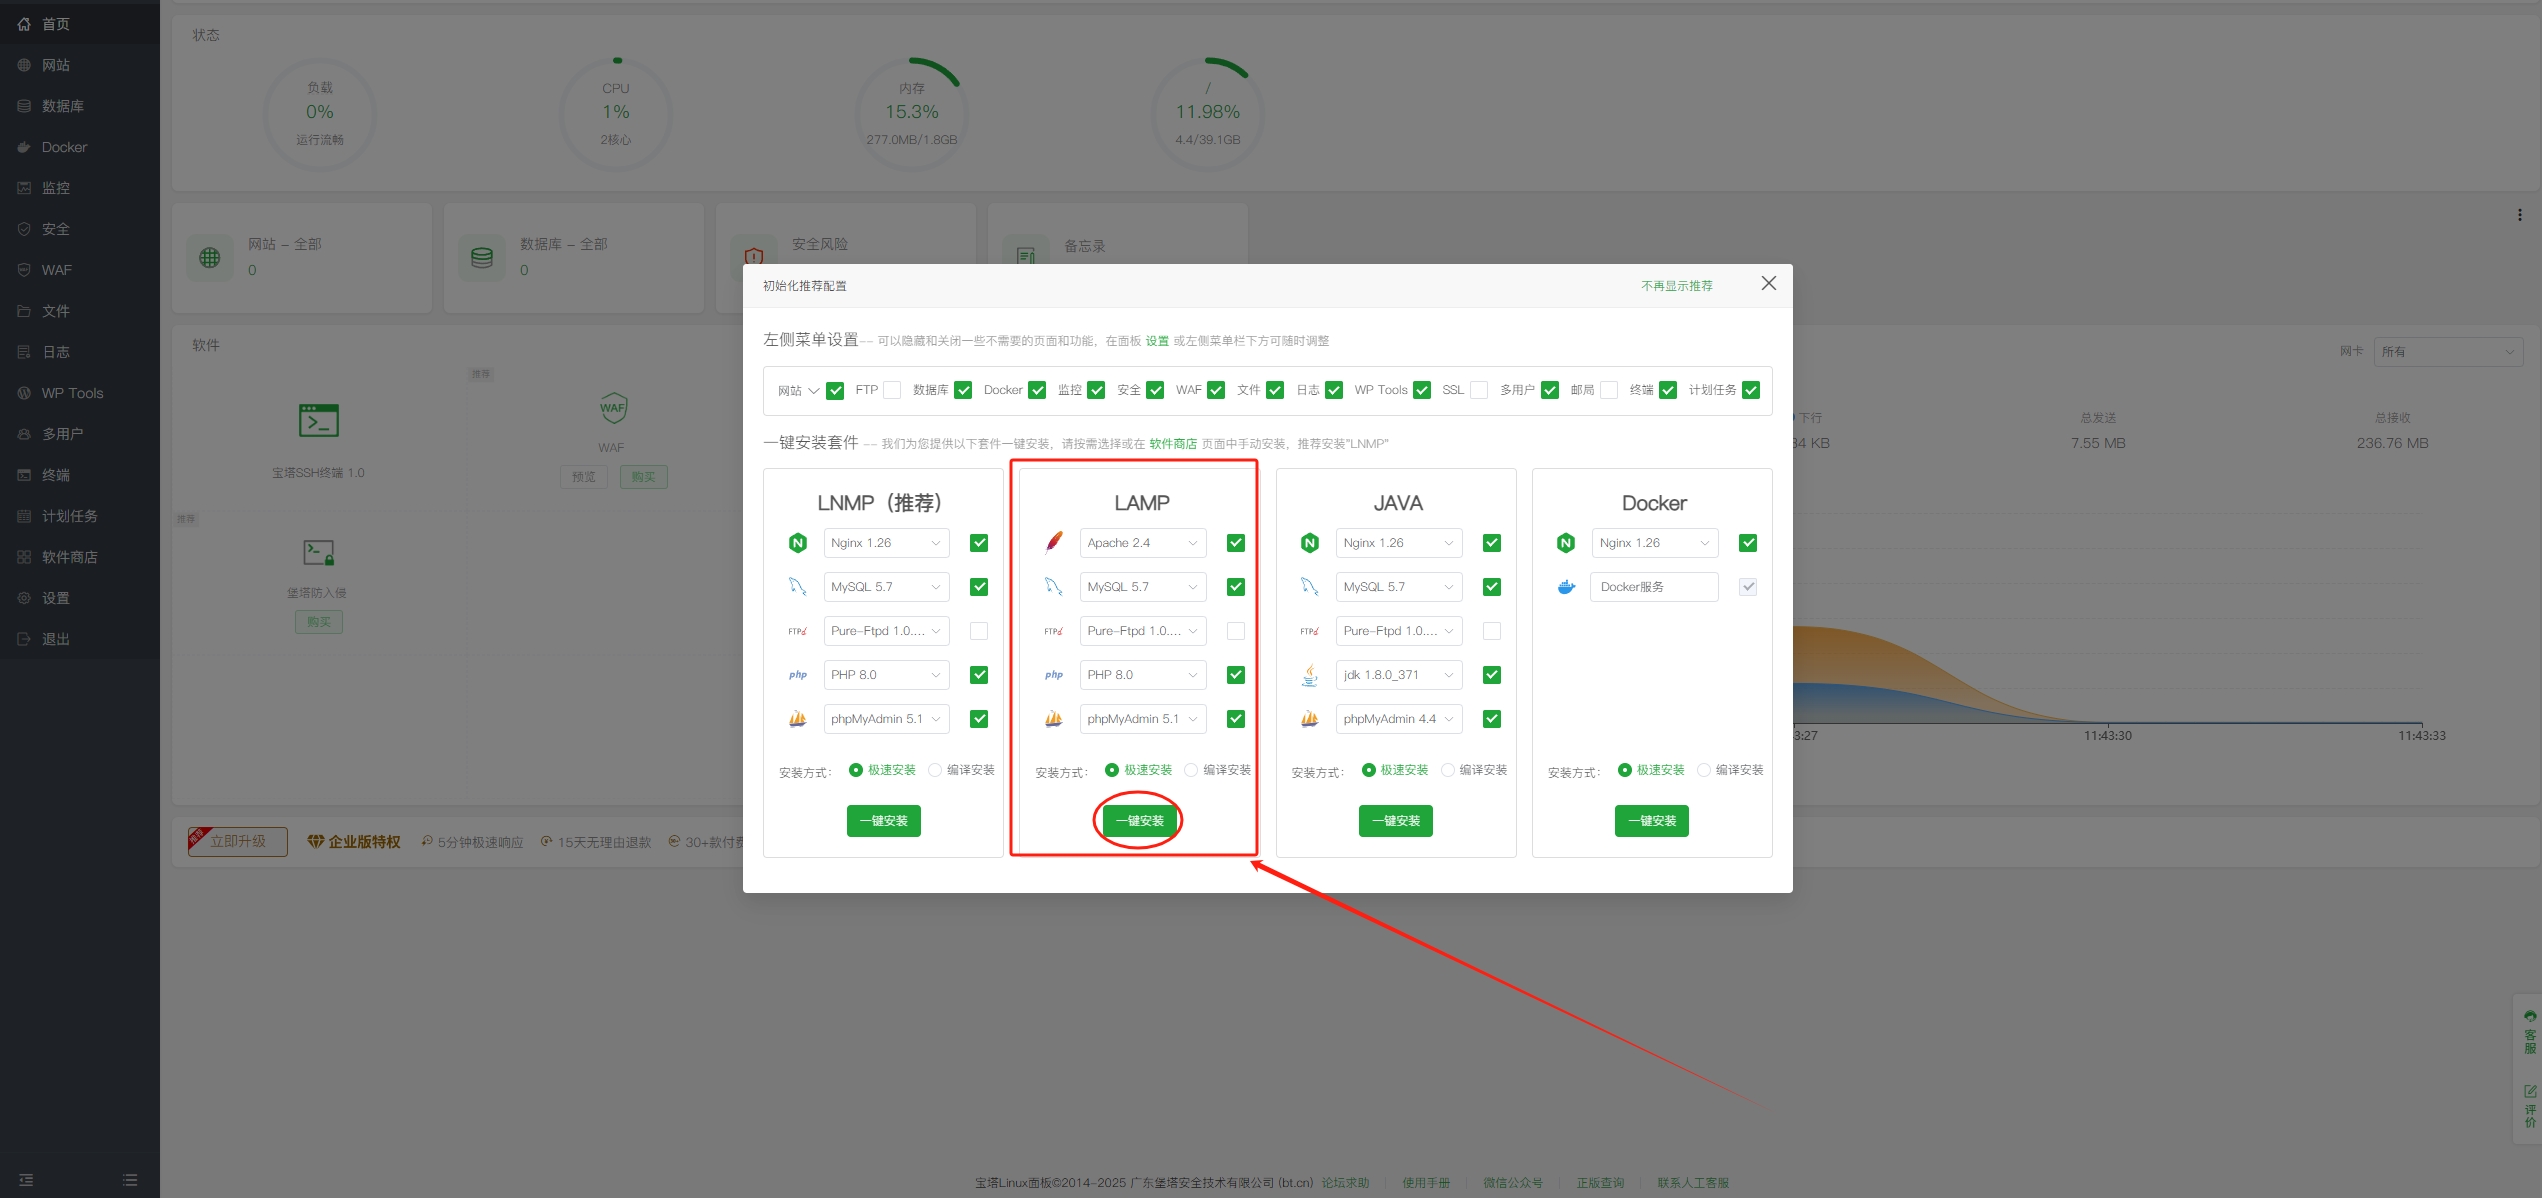 首页
网站
数据库
Docker
监控
安全
WAF
文件
日志
WP Tools
多用户
终端
计划任务
软件商店
设置
退出
状态
负载
0%
运行流畅
CPU
1%
2核心
内存
15.3%
277.0MB/1.8GB
/
11.98%
4.4/39.1GB
网站 - 全部
0
数据库 - 全部
0
安全风险
备忘录
软件
推荐
宝塔SSH终端 1.0
WAF
WAF
预览 购买
推荐
堡塔防入侵
购买
网卡 所有
下行
34 KB
总发送
7.55 MB
总接收
236.76 MB
3:27 11:43:30 11:43:33
推荐 立即升级 企业版特权 5分钟极速响应 15天无理由退款 30+款付费
初始化推荐配置 不再显示推荐
左侧菜单设置-- 可以隐藏和关闭一些不需要的页面和功能，在面板 设置 或左侧菜单栏下方可随时调整
网站 FTP 数据库 Docker 监控 安全 WAF 文件 日志 WP Tools SSL 多用户 邮局 终端 计划任务
一键安装套件 -- 我们为您提供以下套件一键安装，请按需选择或在 软件商店 页面中手动安装，推荐安装"LNMP"
LNMP（推荐）
Nginx 1.26
MySQL 5.7
FTP Pure-Ftpd 1.0....
php PHP 8.0
phpMyAdmin 5.1
安装方式： 极速安装 编译安装
一键安装
LAMP
Apache 2.4
MySQL 5.7
FTP Pure-Ftpd 1.0....
php PHP 8.0
phpMyAdmin 5.1
安装方式： 极速安装 编译安装
一键安装
JAVA
Nginx 1.26
MySQL 5.7
FTP Pure-Ftpd 1.0....
jdk 1.8.0_371
phpMyAdmin 4.4
安装方式： 极速安装 编译安装
一键安装
Docker
Nginx 1.26
Docker服务
安装方式： 极速安装 编译安装
一键安装
客服
评价
宝塔Linux面板©2014-2025 广东堡塔安全技术有限公司 (bt.cn) 论坛求助 使用手册 微信公众号 正版查询 联系人工客服